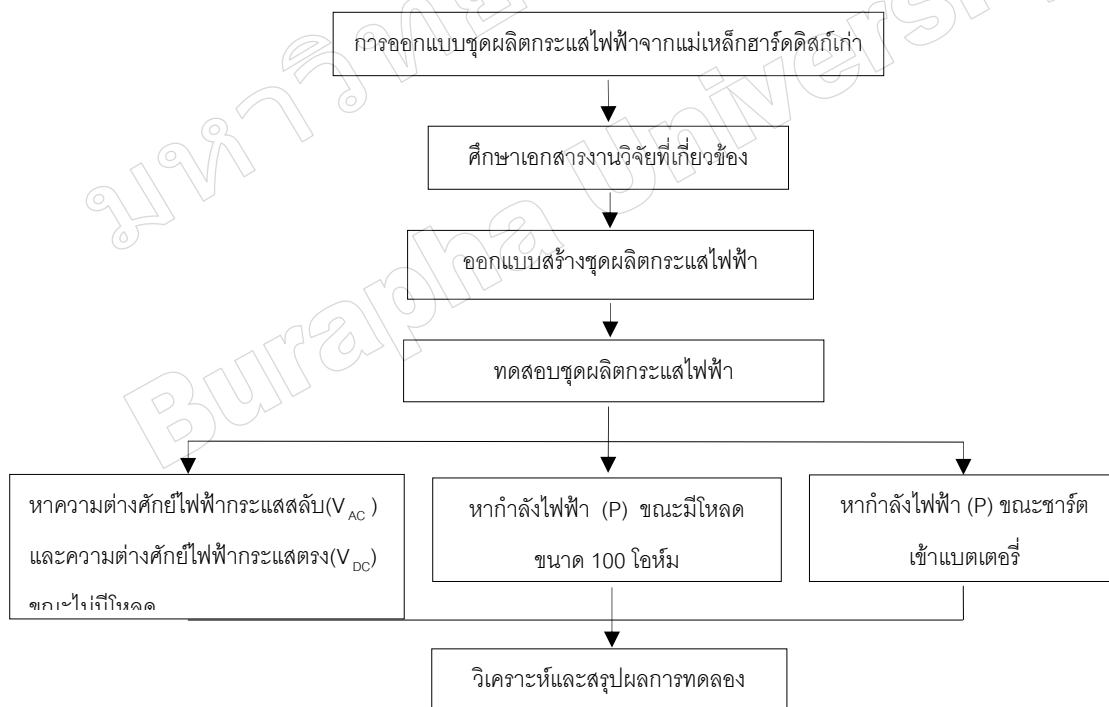 การออกแบบชุดผลิตกระแสไฟฟ้าจากแม่เหล็กฮาร์ดดิสก์เก่า
ศึกษาเอกสารงานวิจัยที่เกี่ยวข้อง
ออกแบบสร้างชุดผลิตกระแสไฟฟ้า
ทดสอบชุดผลิตกระแสไฟฟ้า
หาความต่างศักย์ไฟฟ้ากระแสสลับ(V AC )
และความต่างศักย์ไฟฟ้ากระแสตรง(V DC)
ขณะไม่มีโหลด
หากำลังไฟฟ้า (P) ขณะมีโหลด
ขนาด 100 โอห์ม
หากำลังไฟฟ้า (P) ขณะชาร์ต
เข้าแบตเตอรี่
วิเคราะห์และสรุปผลการทดลอง
Burapha University